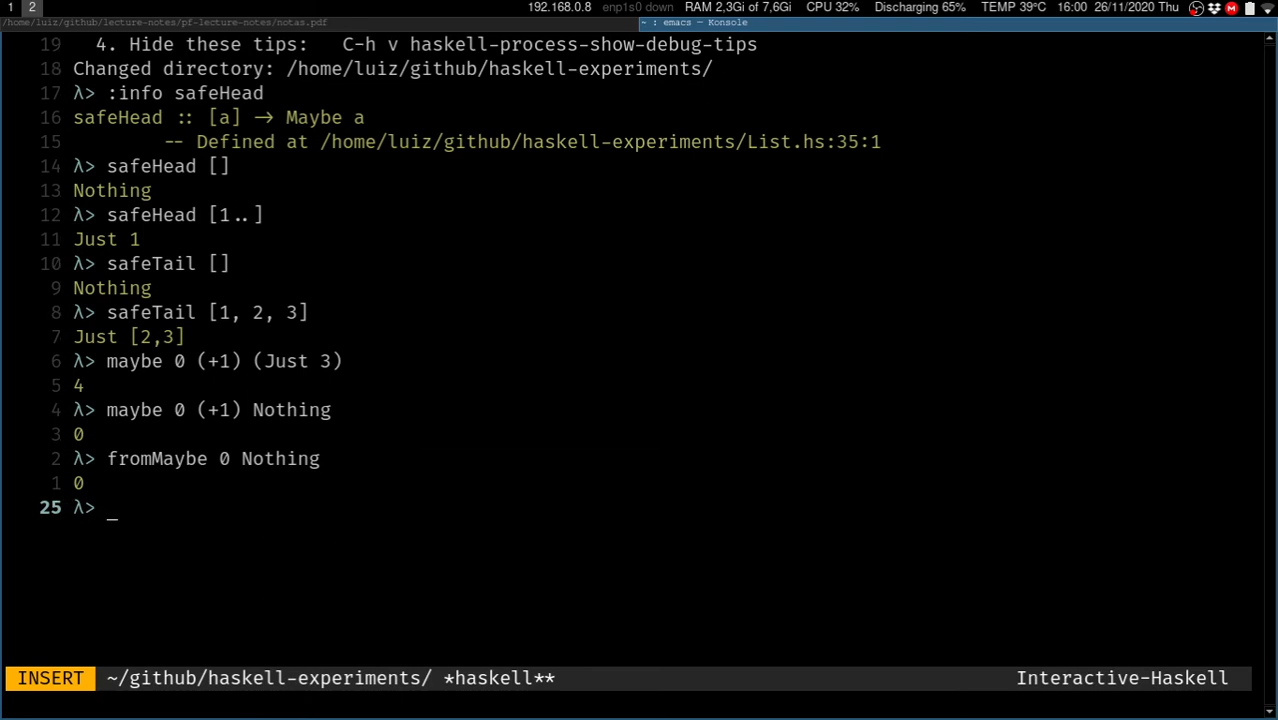 1 2 192.168.0.8 enp1s0 down RAM 2,3Gi of 7,6Gi CPU 32% Discharging 65% TEMP 39°C 16:00 26/11/2020 Thu
/home/luiz/github/lecture-notes/pf-lecture-notes/notas.pdf ~ : emacs — Konsole
19 4. Hide these tips: C-h v haskell-process-show-debug-tips
18 Changed directory: /home/luiz/github/haskell-experiments/
17 λ> :info safeHead
16 safeHead :: [a] -> Maybe a
15 -- Defined at /home/luiz/github/haskell-experiments/List.hs:35:1
14 λ> safeHead []
13 Nothing
12 λ> safeHead [1..]
11 Just 1
10 λ> safeTail []
9 Nothing
8 λ> safeTail [1, 2, 3]
7 Just [2,3]
6 λ> maybe 0 (+1) (Just 3)
5 4
4 λ> maybe 0 (+1) Nothing
3 0
2 λ> fromMaybe 0 Nothing
1 0
25 λ> _
INSERT ~/github/haskell-experiments/ *haskell** Interactive-Haskell